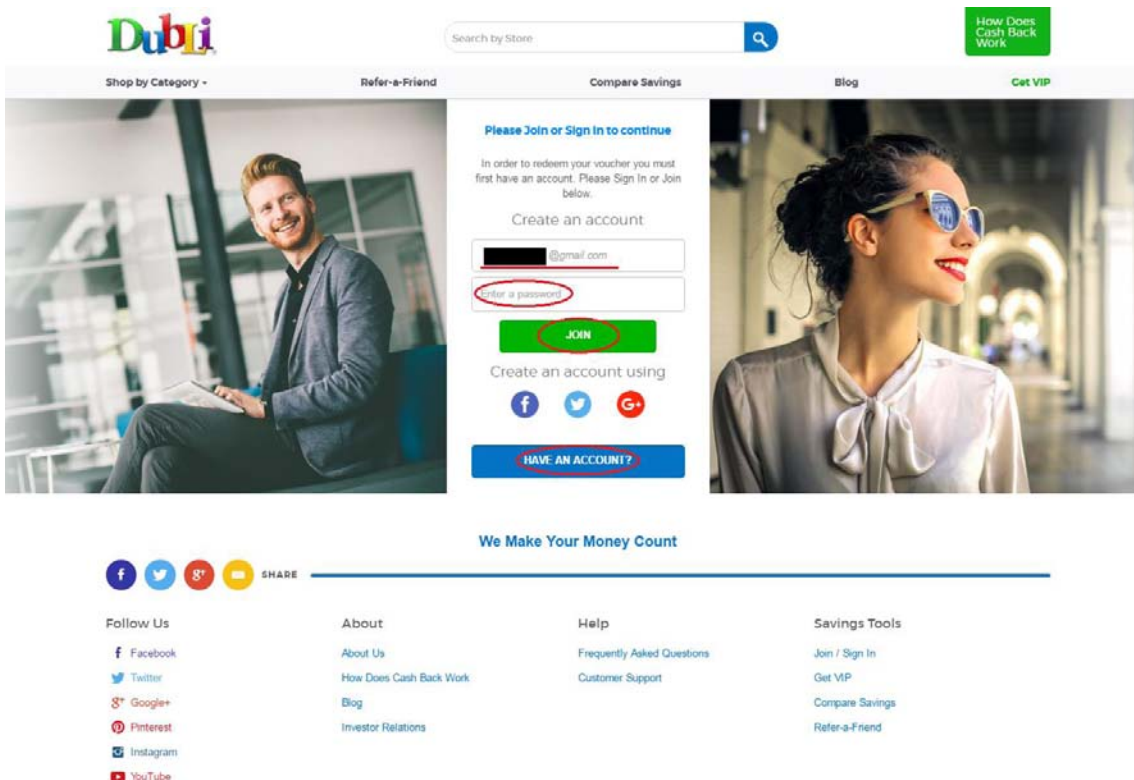 DubLi
Search by Store
How Does
Cash Back
Work
Shop by Category
Refer-a-Friend
Compare Savings
Blog
Get VIP
Please Join or Sign In to continue
In order to redeem your voucher you must
first have an account. Please Sign In or Join
below.
Create an account
@gmail.com
Enter a password
JOIN
Create an account using
f
G+
HAVE AN ACCOUNT?
We Make Your Money Count
f
g+
SHARE
Follow Us
Facebook
Twitter
Google+
Pinterest
Instagram
YouTube
About
About Us
How Does Cash Back Work
Blog
Investor Relations
Help
Frequently Asked Questions
Customer Support
Savings Tools
Join / Sign In
Get VIP
Compare Savings
Refer-a-Friend